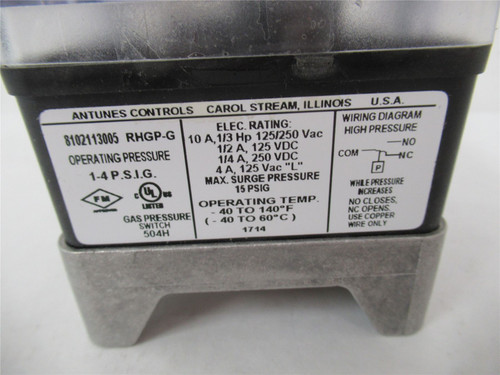 ANTUNES CONTROLS CAROL STREAM, ILLINOIS U.S.A.
8102113005 RHGP-G
OPERATING PRESSURE
1-4 P.S.I.G.
FM
C UL US
LISTED
GAS PRESSURE
SWITCH
504H
ELEC. RATING:
10 A,1/3 Hp 125/250 Vac
1/2 A, 125 VDC
1/4 A, 250 VDC
4 A, 125 Vac "L"
MAX. SURGE PRESSURE
15 PSIG
OPERATING TEMP.
- 40 TO 140°F
( - 40 TO 60°C )
1714
WIRING DIAGRAM
HIGH PRESSURE
NO
COM
NC
P
WHILE PRESSURE
INCREASES
NO CLOSES,
NC OPENS.
USE COPPER
WIRE ONLY